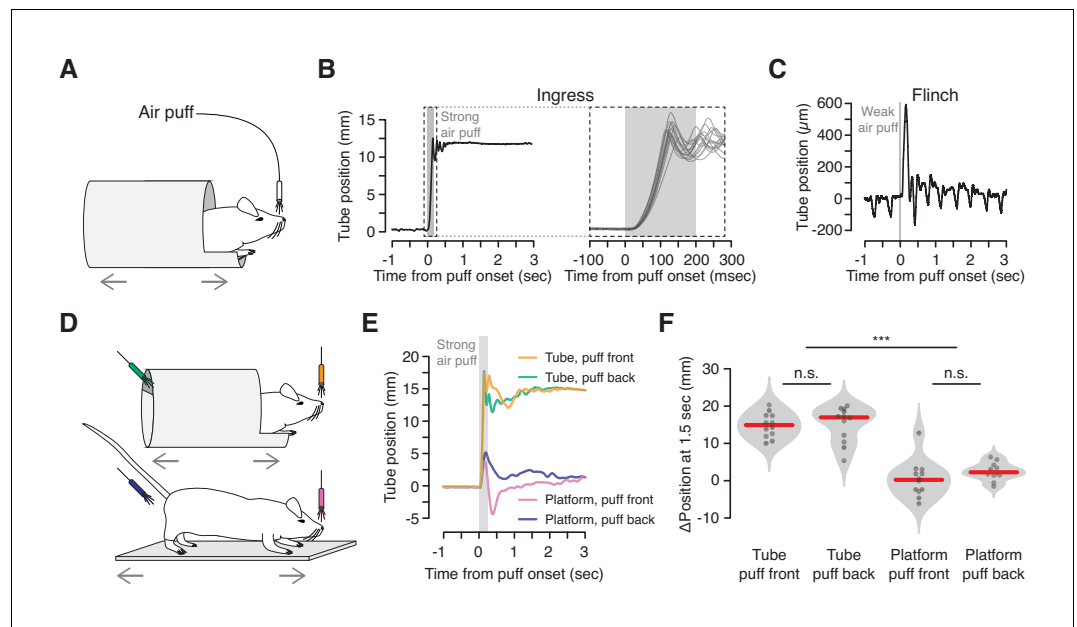 A
Air puff
B
Ingress
Strong
air puff
Tube position (mm)
15
10
5
0
-1 0 1 2 3
Time from puff onset (sec)
-100 0 100 200 300
Time from puff onset (msec)
C
Flinch
Weak
air puff
Tube position (µm)
600
400
200
0
-200
-1 0 1 2 3
Time from puff onset (sec)
D
E
Strong
air puff
Tube, puff front
Tube, puff back
Platform, puff front
Platform, puff back
Tube position (mm)
20
15
10
5
0
-5
-1 0 1 2 3
Time from puff onset (sec)
F
***
n.s.
n.s.
ΔPosition at 1.5 sec (mm)
30
20
10
0
-10
Tube
puff front
Tube
puff back
Platform
puff front
Platform
puff back